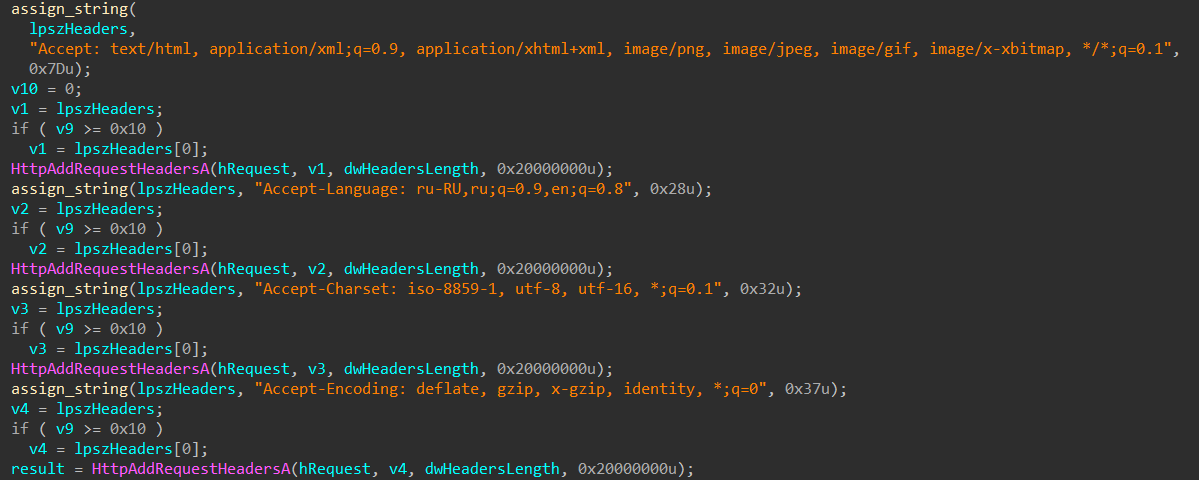 assign_string(
lpszHeaders,
"Accept: text/html, application/xml;q=0.9, application/xhtml+xml, image/png, image/jpeg, image/gif, image/x-xbitmap, */*;q=0.1",
0x7Du);
v10 = 0;
v1 = lpszHeaders;
if ( v9 >= 0x10 )
v1 = lpszHeaders[0];
HttpAddRequestHeadersA(hRequest, v1, dwHeadersLength, 0x20000000u);
assign_string(lpszHeaders, "Accept-Language: ru-RU,ru;q=0.9,en;q=0.8", 0x28u);
v2 = lpszHeaders;
if ( v9 >= 0x10 )
v2 = lpszHeaders[0];
HttpAddRequestHeadersA(hRequest, v2, dwHeadersLength, 0x20000000u);
assign_string(lpszHeaders, "Accept-Charset: iso-8859-1, utf-8, utf-16, *;q=0.1", 0x32u);
v3 = lpszHeaders;
if ( v9 >= 0x10 )
v3 = lpszHeaders[0];
HttpAddRequestHeadersA(hRequest, v3, dwHeadersLength, 0x20000000u);
assign_string(lpszHeaders, "Accept-Encoding: deflate, gzip, x-gzip, identity, *;q=0", 0x37u);
v4 = lpszHeaders;
if ( v9 >= 0x10 )
v4 = lpszHeaders[0];
result = HttpAddRequestHeadersA(hRequest, v4, dwHeadersLength, 0x20000000u);